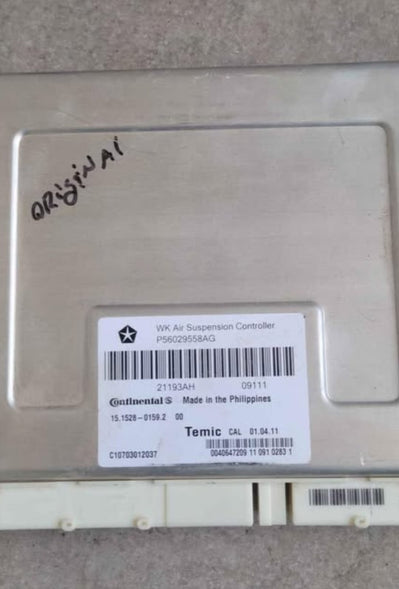 ORiginAl
WK Air Suspension Controller
P56029558AG
21193AH 09111
Continental Made in the Philippines
15.1528-0159.2 00
Temic CAL 01.04.11
C10703012037 0040647209 11 091 0283 1